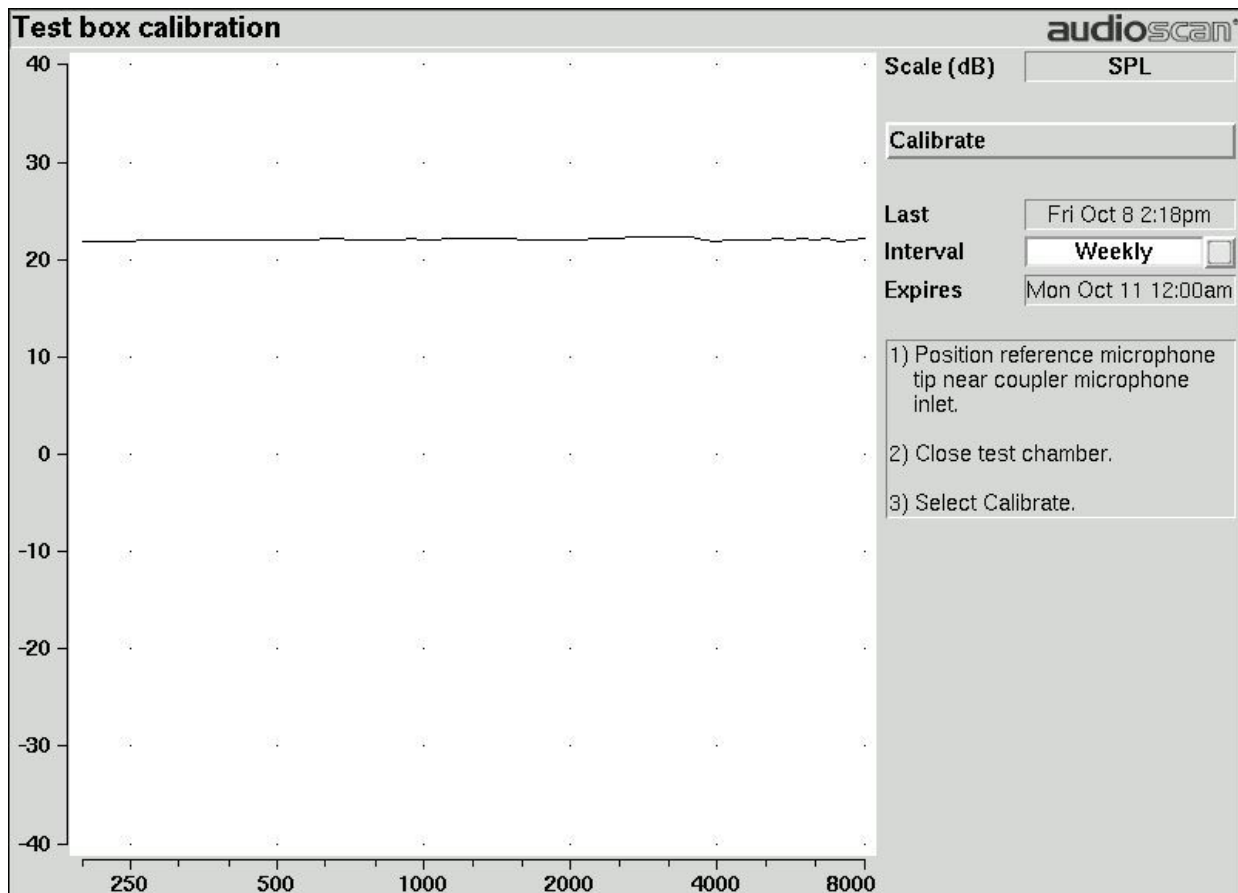 Test box calibration
audioscan®
40
30
20
10
0
-10
-20
-30
-40
250 500 1000 2000 4000 8000
Scale (dB) SPL
Calibrate
Last Fri Oct 8 2:18pm
Interval Weekly
Expires Mon Oct 11 12:00am
1) Position reference microphone
tip near coupler microphone
inlet.
2) Close test chamber.
3) Select Calibrate.